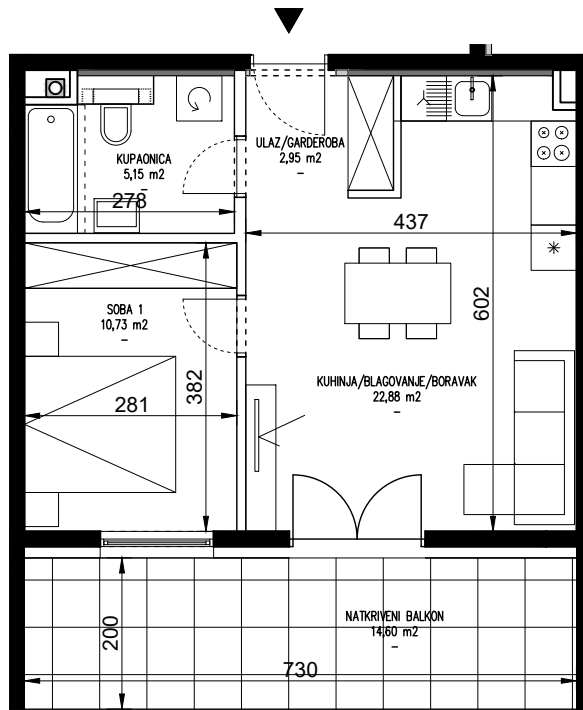 KUPAONICA
5,15 m2
–
278
ULAZ/GARDEROBA
2,95 m2
–
437
602
SOBA 1
10,73 m2
–
382
281
KUHINJA/BLAGOVANJE/BORAVAK
22,88 m2
–
NATKRIVENI BALKON
14,60 m2
–
200
730